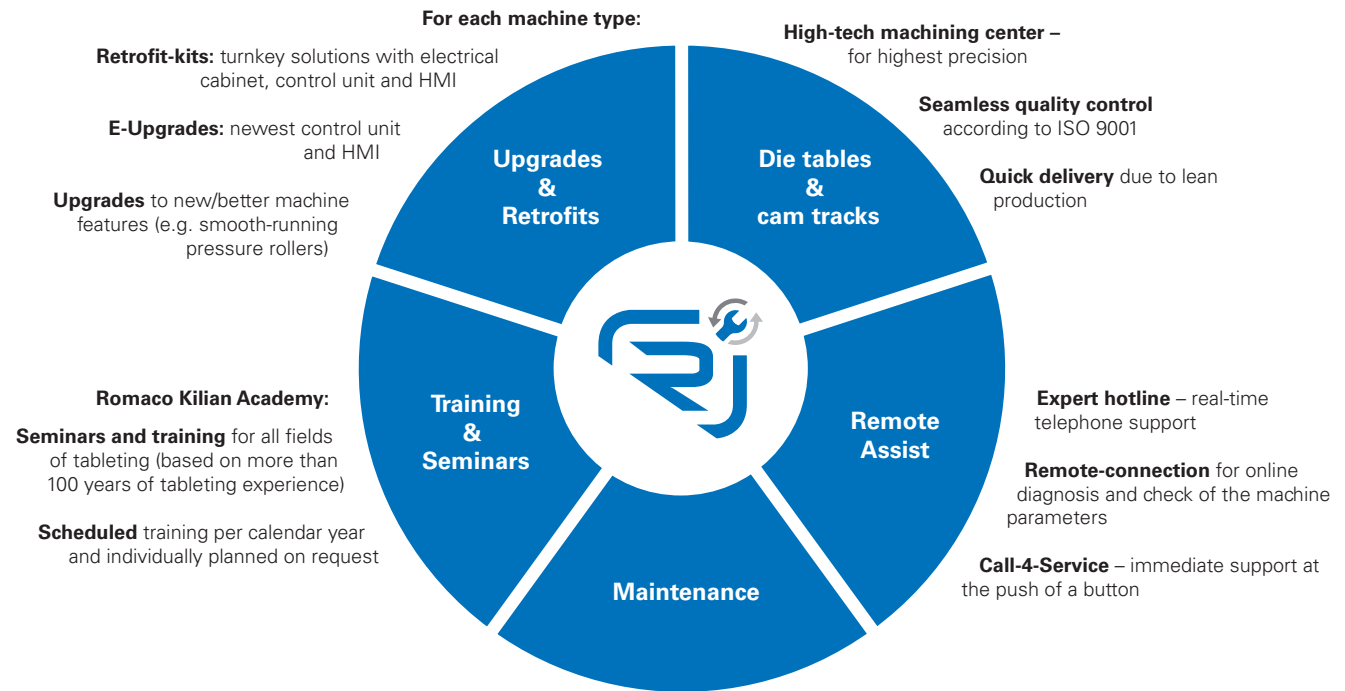 For each machine type:
Retrofit-kits: turnkey solutions with electrical
cabinet, control unit and HMI
E-Upgrades: newest control unit
and HMI
Upgrades to new/better machine
features (e.g. smooth-running
pressure rollers)
Upgrades
&
Retrofits
High-tech machining center –
for highest precision
Seamless quality control
according to ISO 9001
Quick delivery due to lean
production
Die tables
&
cam tracks
Romaco Kilian Academy:
Seminars and training for all fields
of tableting (based on more than
100 years of tableting experience)
Scheduled training per calendar year
and individually planned on request
Training
&
Seminars
Remote
Assist
Expert hotline – real-time
telephone support
Remote-connection for online
diagnosis and check of the machine
parameters
Call-4-Service – immediate support at
the push of a button
Maintenance